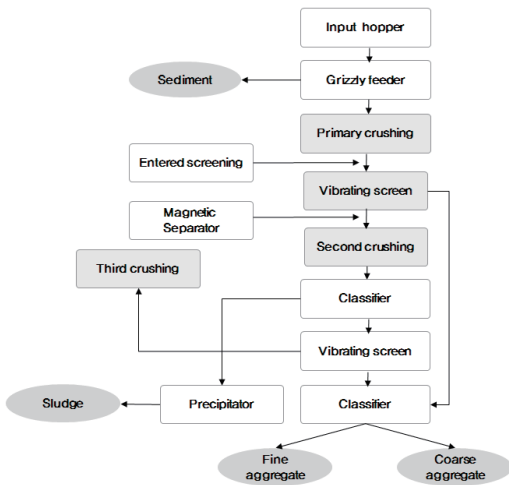 Input hopper
Sediment
Grizzly feeder
Primary crushing
Entered screening
Vibrating screen
Magnetic
Separator
Second crushing
Third crushing
Classifier
Vibrating screen
Sludge
Precipitator
Classifier
Fine
aggregate
Coarse
aggregate